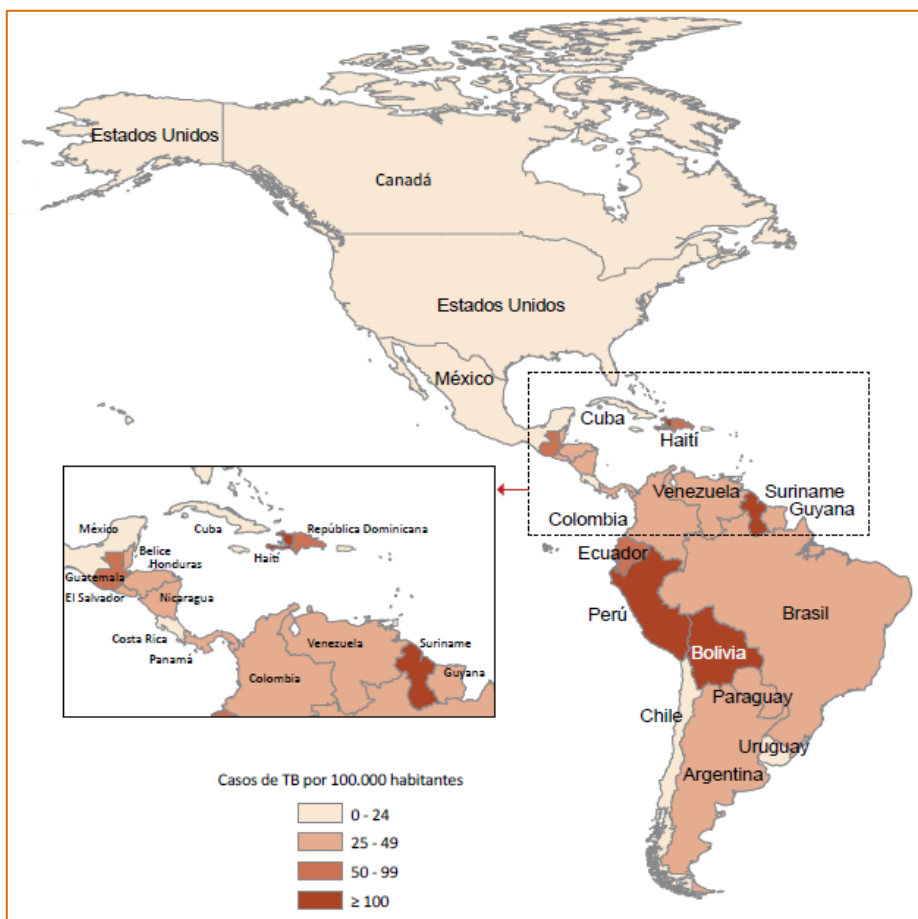 Estados Unidos
Canadá
Estados Unidos
México
Cuba
Haití
Venezuela
Suriname
Guyana
Colombia
Ecuador
Perú
Brasil
Bolivia
Paraguay
Chile
Uruguay
Argentina
México
Cuba
República Dominicana
Haití
Belice
Honduras
Guatemala
El Salvador
Nicaragua
Costa Rica
Panamá
Venezuela
Suriname
Guyana
Colombia
Casos de TB por 100.000 habitantes
0 - 24
25 - 49
50 - 99
≥ 100